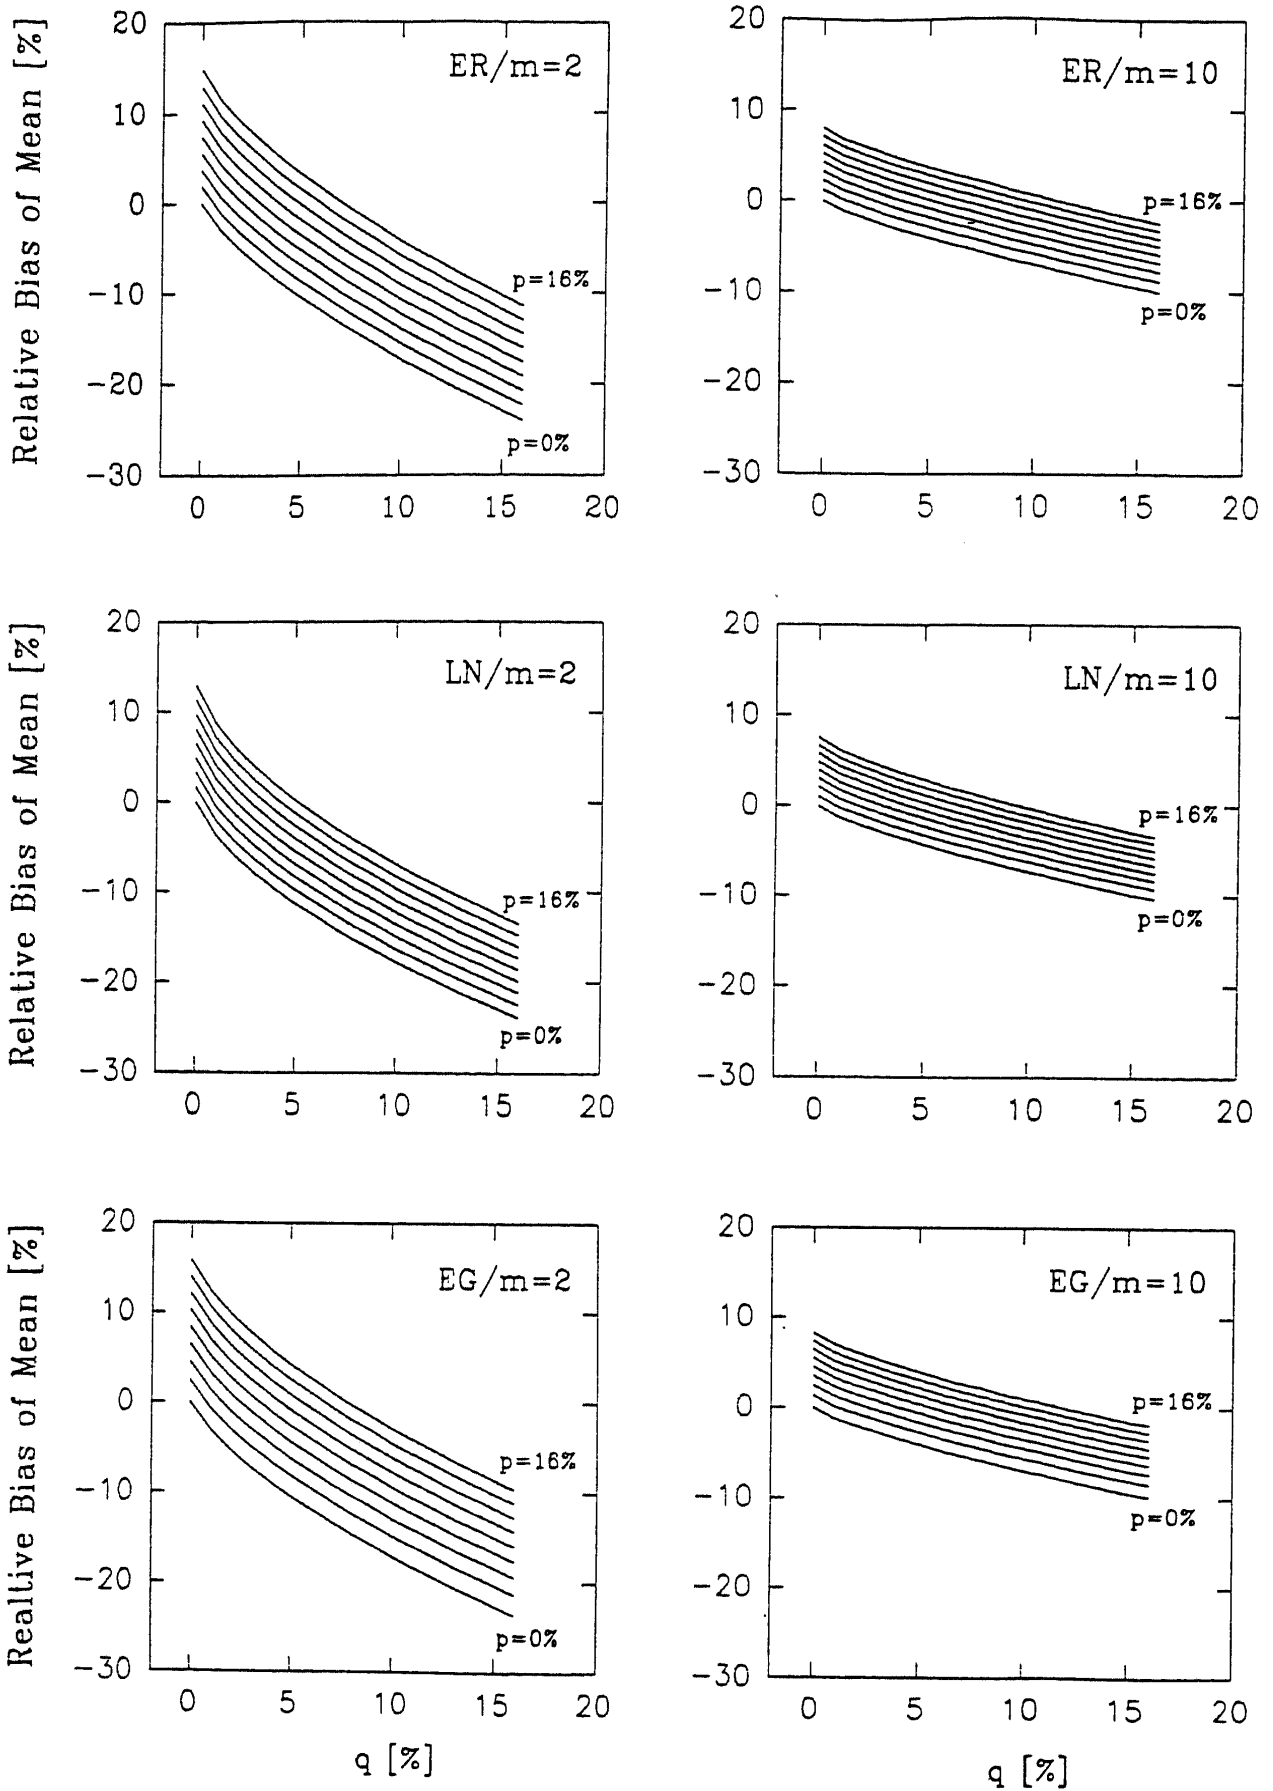 Relative Bias of Mean [%]
20
10
0
−10
−20
−30
ER/m=2
p=16%
p=0%
0 5 10 15 20
20
10
0
−10
−20
−30
ER/m=10
p=16%
p=0%
0 5 10 15 20
Relative Bias of Mean [%]
20
10
0
−10
−20
−30
LN/m=2
p=16%
p=0%
0 5 10 15 20
20
10
0
−10
−20
−30
LN/m=10
p=16%
p=0%
0 5 10 15 20
Realtive Bias of Mean [%]
20
10
0
−10
−20
−30
EG/m=2
p=16%
p=0%
0 5 10 15 20
q [%]
20
10
0
−10
−20
−30
EG/m=10
p=16%
p=0%
0 5 10 15 20
q [%]